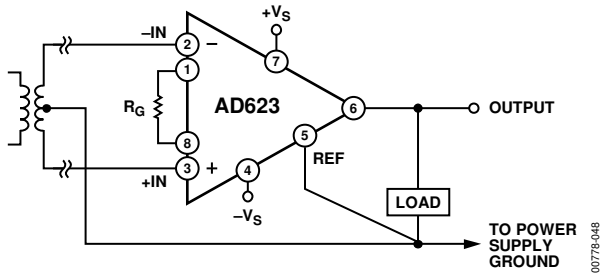 +VS
–IN
2
–
7
1
RG
AD623
6
OUTPUT
5
REF
8
3
+
4
+IN
–VS
LOAD
TO POWER
SUPPLY
GROUND
00778-048